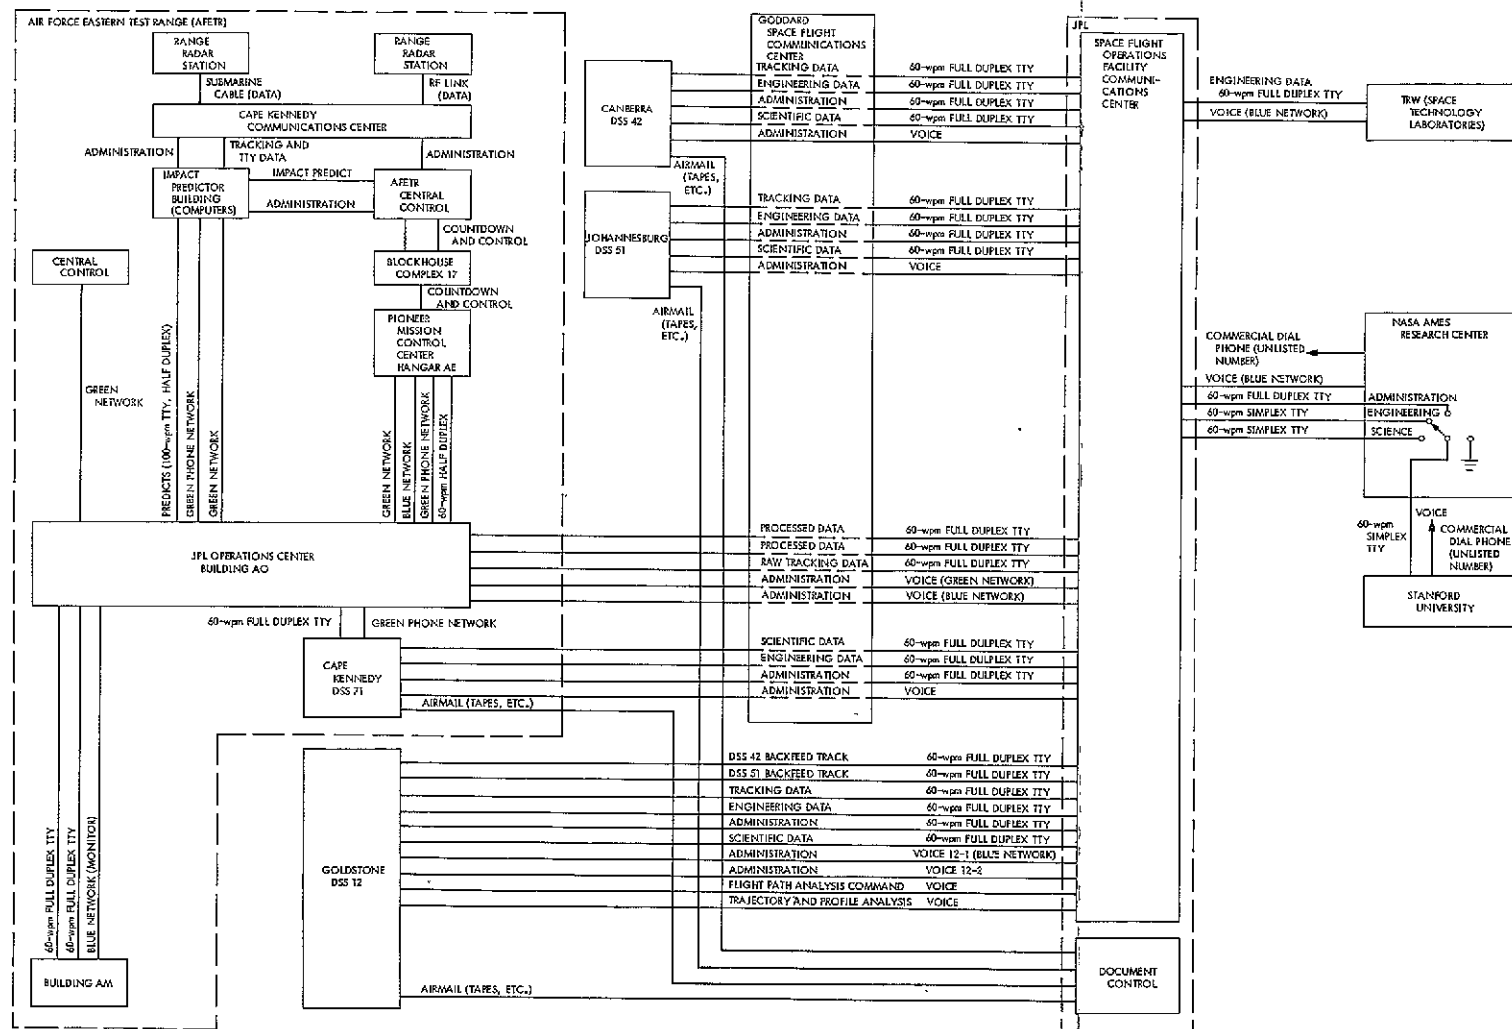 AIR FORCE EASTERN TEST RANGE (AFETR)
RANGE
RADAR
STATION
RANGE
RADAR
STATION
SUBMARINE
CABLE (DATA)
RF LINK
(DATA)
CAPE KENNEDY
COMMUNICATIONS CENTER
ADMINISTRATION
TRACKING AND
TTY DATA
ADMINISTRATION
IMPACT
PREDICTOR
BUILDING
(COMPUTERS)
IMPACT PREDICT
ADMINISTRATION
AFETR
CENTRAL
CONTROL
COUNTDOWN
AND CONTROL
CENTRAL
CONTROL
BLOCKHOUSE
COMPLEX 17
COUNTDOWN
AND CONTROL
PIONEER
MISSION
CONTROL
CENTER
HANGAR AE
GREEN
NETWORK
PREDICTS (100-wpm TTY, HALF DUPLEX)
GREEN PHONE NETWORK
GREEN NETWORK
GREEN NETWORK
BLUE NETWORK
GREEN PHONE NETWORK
60-wpm HALF DUPLEX
JPL OPERATIONS CENTER
BUILDING AO
60-wpm FULL DUPLEX TTY
GREEN PHONE NETWORK
CAPE
KENNEDY
DSS 71
AIRMAIL (TAPES, ETC.)
60-wpm FULL DUPLEX TTY
60-wpm FULL DUPLEX TTY
BLUE NETWORK (MONITOR)
BUILDING AM
GOLDSTONE
DSS 12
AIRMAIL (TAPES, ETC.)
CANBERRA
DSS 42
AIRMAIL
(TAPES,
ETC.)
JOHANNESBURG
DSS 51
AIRMAIL
(TAPES,
ETC.)
GODDARD
SPACE FLIGHT
COMMUNICATIONS
CENTER
TRACKING DATA 60-wpm FULL DUPLEX TTY
ENGINEERING DATA 60-wpm FULL DUPLEX TTY
ADMINISTRATION 60-wpm FULL DUPLEX TTY
SCIENTIFIC DATA 60-wpm FULL DUPLEX TTY
ADMINISTRATION VOICE
TRACKING DATA 60-wpm FULL DUPLEX TTY
ENGINEERING DATA 60-wpm FULL DUPLEX TTY
ADMINISTRATION 60-wpm FULL DUPLEX TTY
SCIENTIFIC DATA 60-wpm FULL DUPLEX TTY
ADMINISTRATION VOICE
PROCESSED DATA 60-wpm FULL DUPLEX TTY
PROCESSED DATA 60-wpm FULL DUPLEX TTY
RAW TRACKING DATA 60-wpm FULL DUPLEX TTY
ADMINISTRATION VOICE (GREEN NETWORK)
ADMINISTRATION VOICE (BLUE NETWORK)
SCIENTIFIC DATA 60-wpm FULL DULPLEX TTY
ENGINEERING DATA 60-wpm FULL DULPLEX TTY
ADMINISTRATION 60-wpm FULL DULPLEX TTY
ADMINISTRATION VOICE
DSS 42 BACKFEED TRACK 60-wpm FULL DUPLEX TTY
DSS 51 BACKFEED TRACK 60-wpm FULL DUPLEX TTY
TRACKING DATA 60-wpm FULL DUPLEX TTY
ENGINEERING DATA 60-wpm FULL DUPLEX TTY
ADMINISTRATION 60-wpm FULL DUPLEX TTY
SCIENTIFIC DATA 60-wpm FULL DUPLEX TTY
ADMINISTRATION VOICE 12-1 (BLUE NETWORK)
ADMINISTRATION VOICE 12-2
FLIGHT PATH ANALYSIS COMMAND VOICE
TRAJECTORY AND PROFILE ANALYSIS VOICE
JPL
SPACE FLIGHT
OPERATIONS
FACILITY
COMMUNI-
CATIONS
CENTER
DOCUMENT
CONTROL
ENGINEERING DATA
60-wpm FULL DUPLEX TTY
VOICE (BLUE NETWORK)
TRW (SPACE
TECHNOLOGY
LABORATORIES)
NASA AMES
RESEARCH CENTER
COMMERCIAL DIAL
PHONE (UNLISTED
NUMBER)
VOICE (BLUE NETWORK)
60-wpm FULL DUPLEX TTY
60-wpm SIMPLEX TTY
60-wpm SIMPLEX TTY
ADMINISTRATION
ENGINEERING
SCIENCE
60-wpm
SIMPLEX
TTY
VOICE
COMMERCIAL
DIAL PHONE
(UNLISTED
NUMBER)
STANFORD
UNIVERSITY